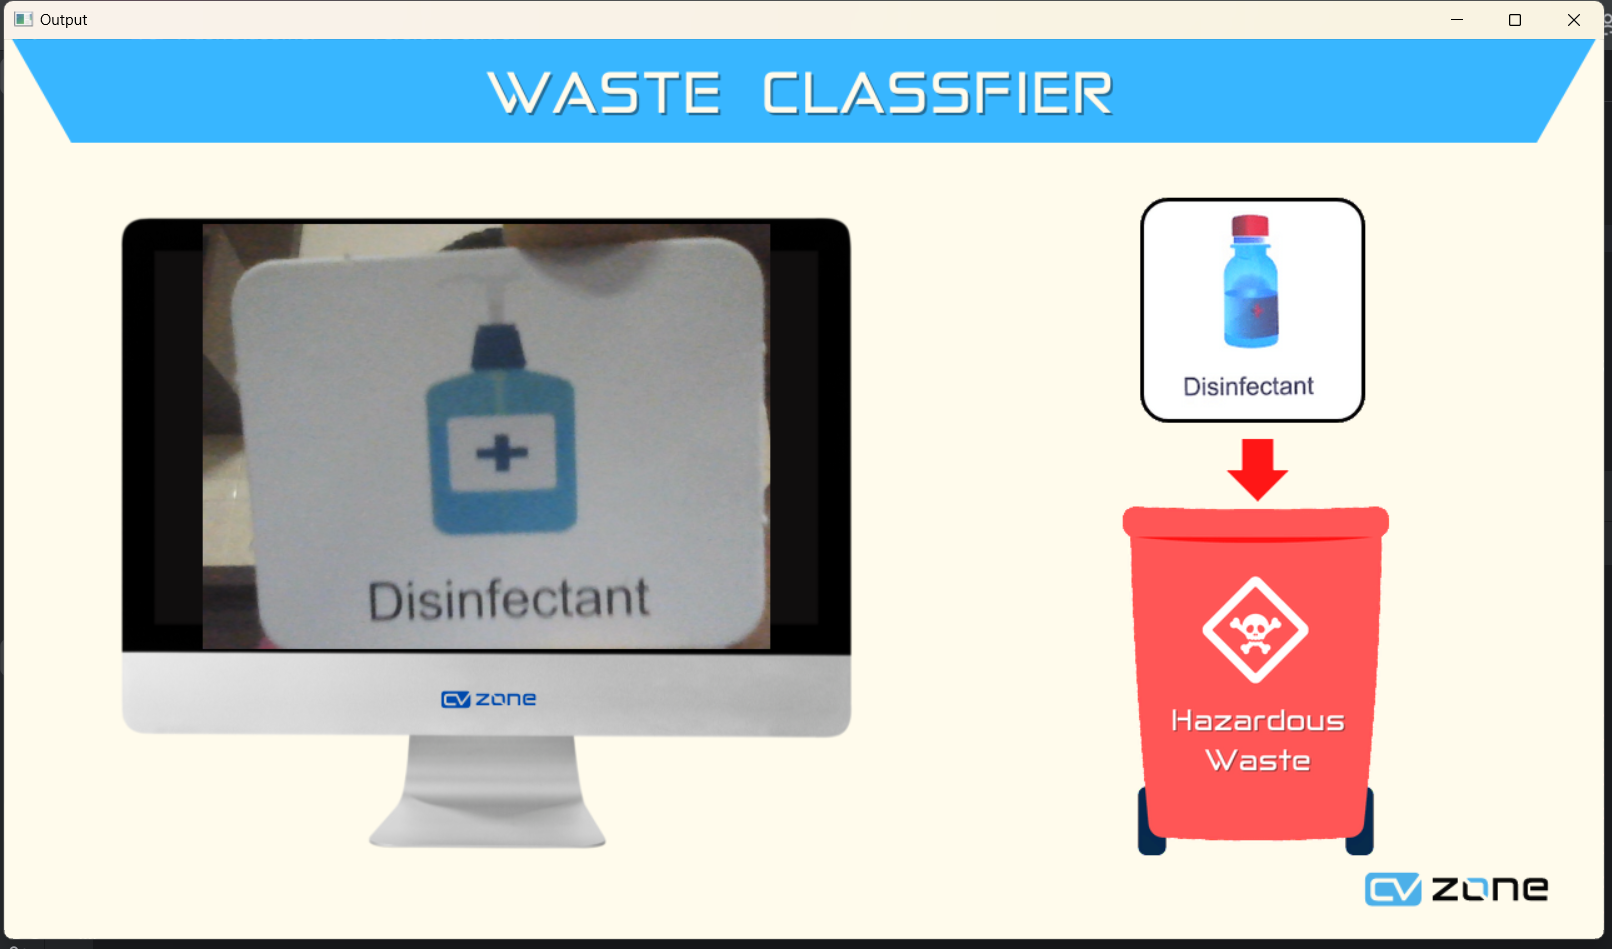 Output
WASTE CLASSFIER
Disinfectant
CVZONE
Disinfectant
Hazardous
Waste
CVZONE